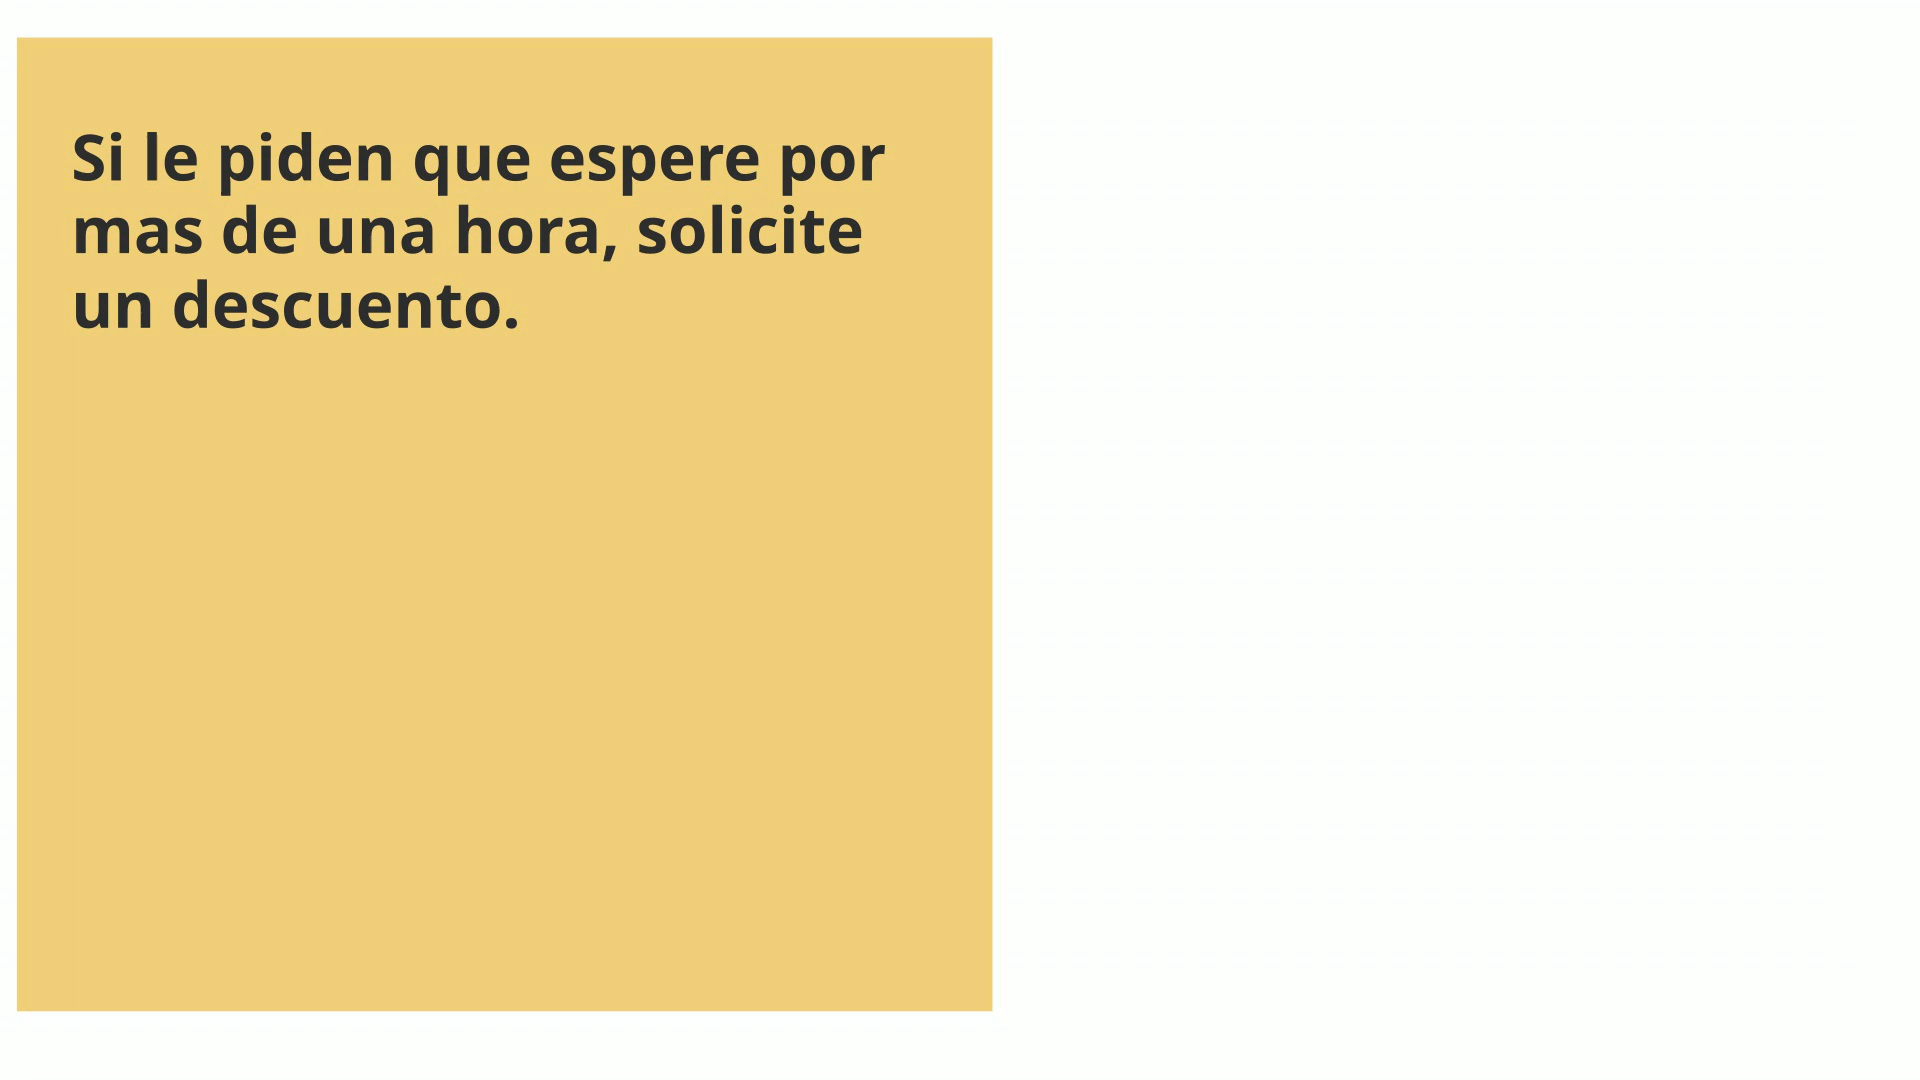 Si le piden que espere por
mas de una hora, solicite
un descuento.